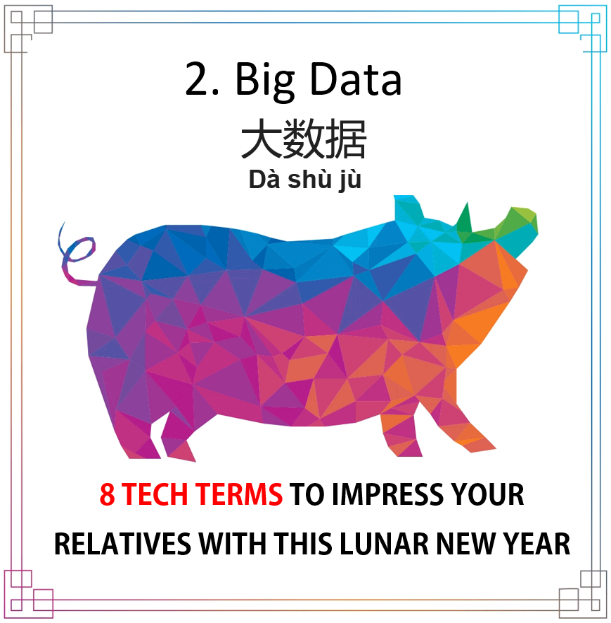 2. Big Data
大数据
Dà shù jù
8 TECH TERMS TO IMPRESS YOUR
RELATIVES WITH THIS LUNAR NEW YEAR